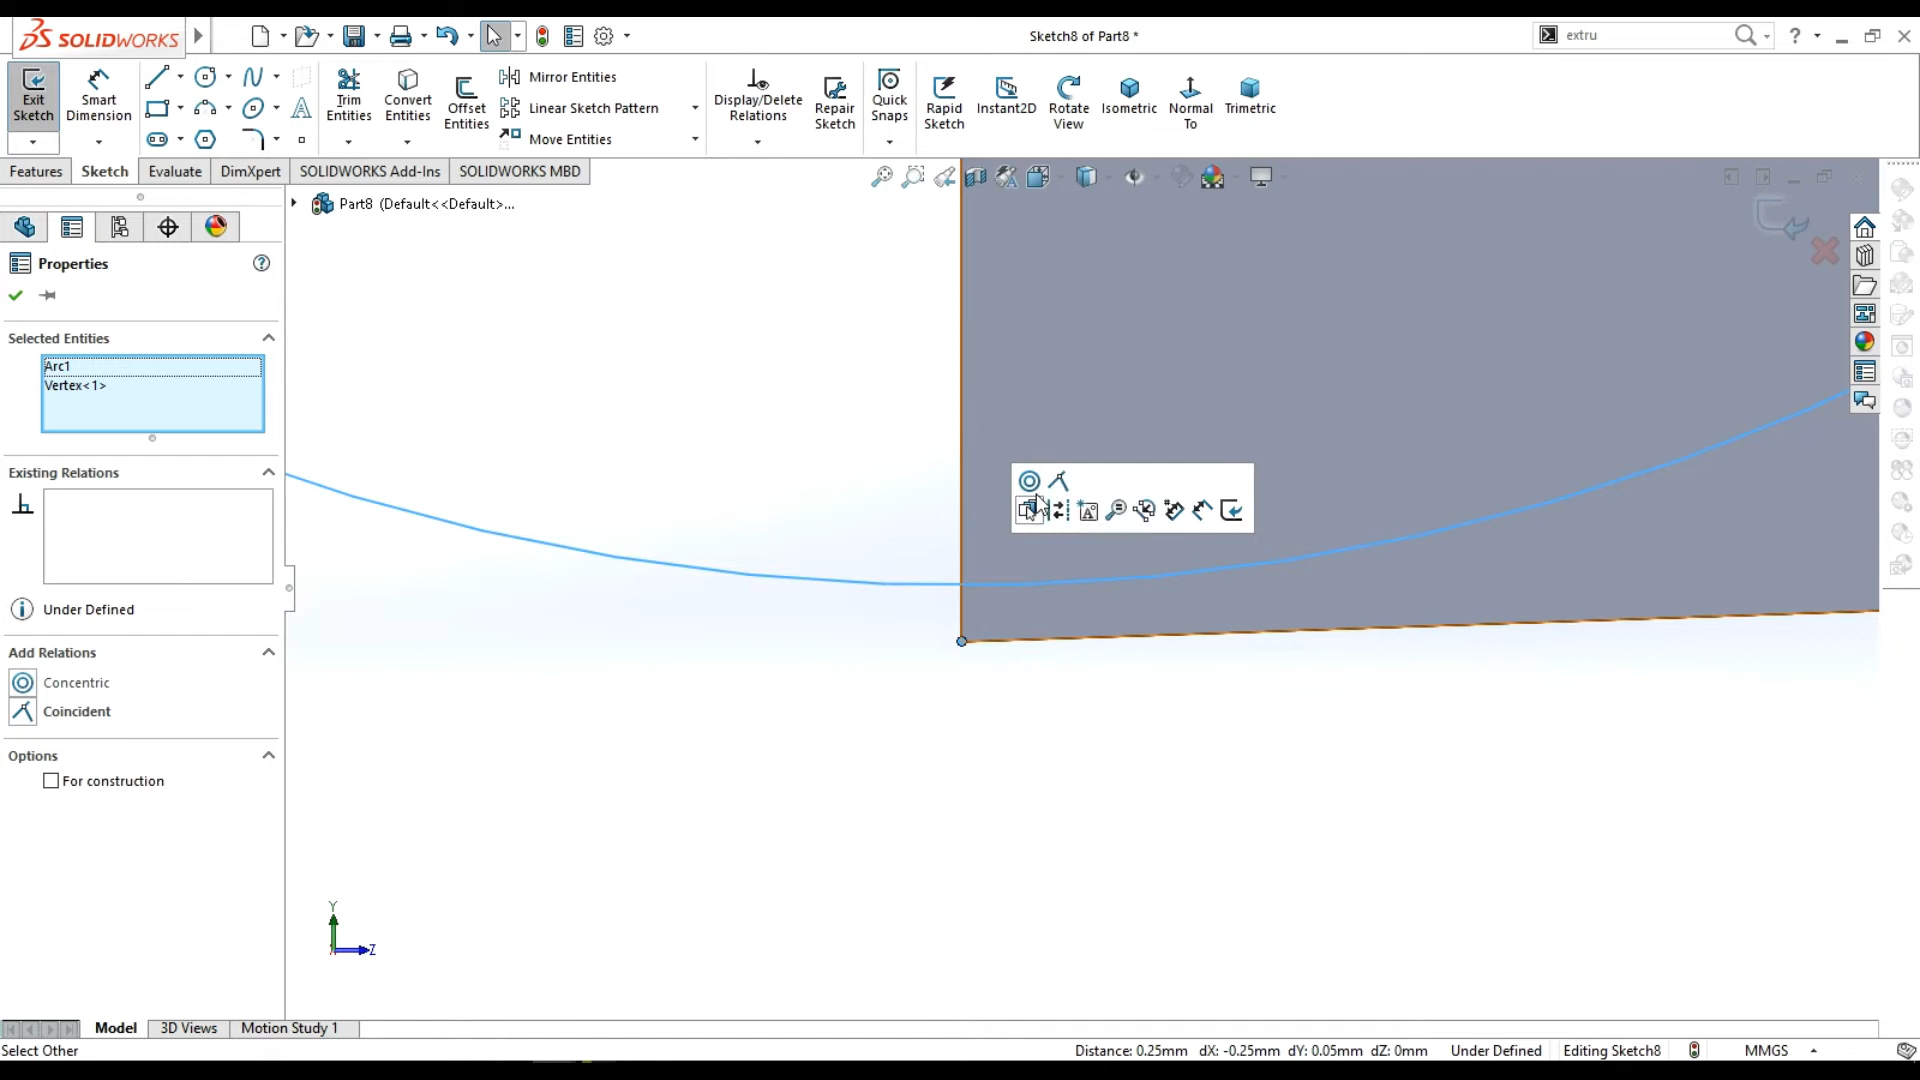 SOLIDWORKS
Sketch8 of Part8 *
extru
?
Exit Sketch
Smart Dimension
Trim Entities
Convert Entities
Offset Entities
Mirror Entities
Linear Sketch Pattern
Move Entities
Display/Delete Relations
Repair Sketch
Quick Snaps
Rapid Sketch
Instant2D
Rotate View
Isometric
Normal To
Trimetric
Features
Sketch
Evaluate
DimXpert
SOLIDWORKS Add-Ins
SOLIDWORKS MBD
Part8 (Default<<Default>...
Properties
?
Selected Entities
Arc1
Vertex<1>
Existing Relations
Under Defined
Add Relations
Concentric
Coincident
Options
For construction
Y
Z
Model
3D Views
Motion Study 1
Select Other
Distance: 0.25mm dX: -0.25mm dY: 0.05mm dZ: 0mm
Under Defined
Editing Sketch8
MMGS